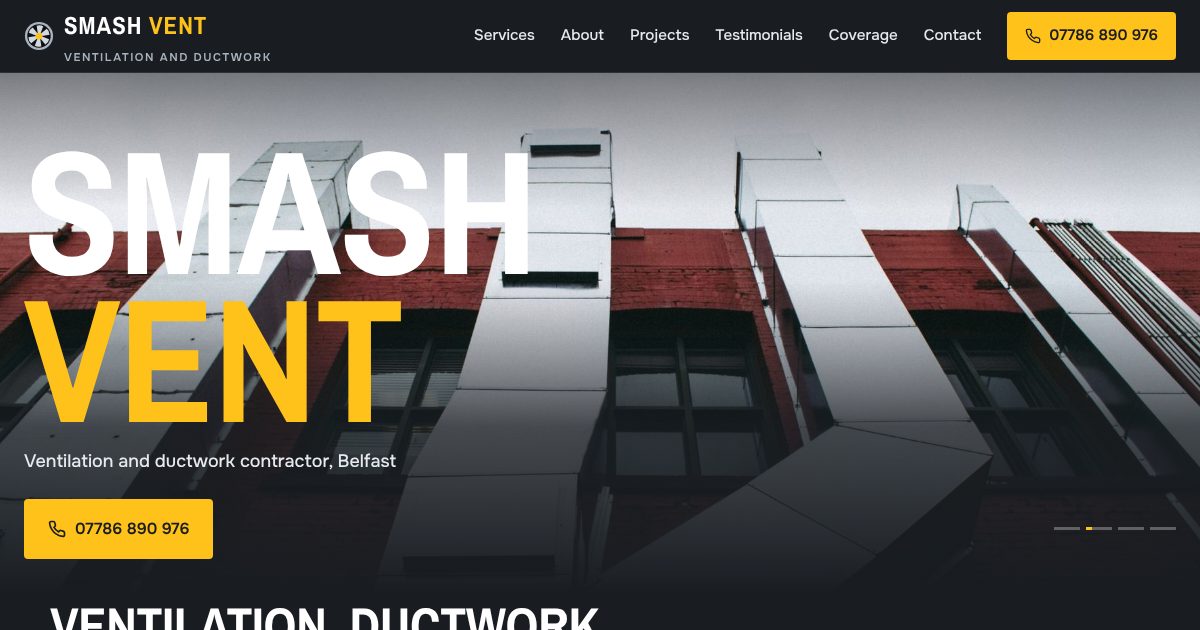 SMASH VENT
VENTILATION AND DUCTWORK
Services About Projects Testimonials Coverage Contact 07786 890 976
SMASH
VENT
Ventilation and ductwork contractor, Belfast
07786 890 976
VENTILATION, DUCTWORK